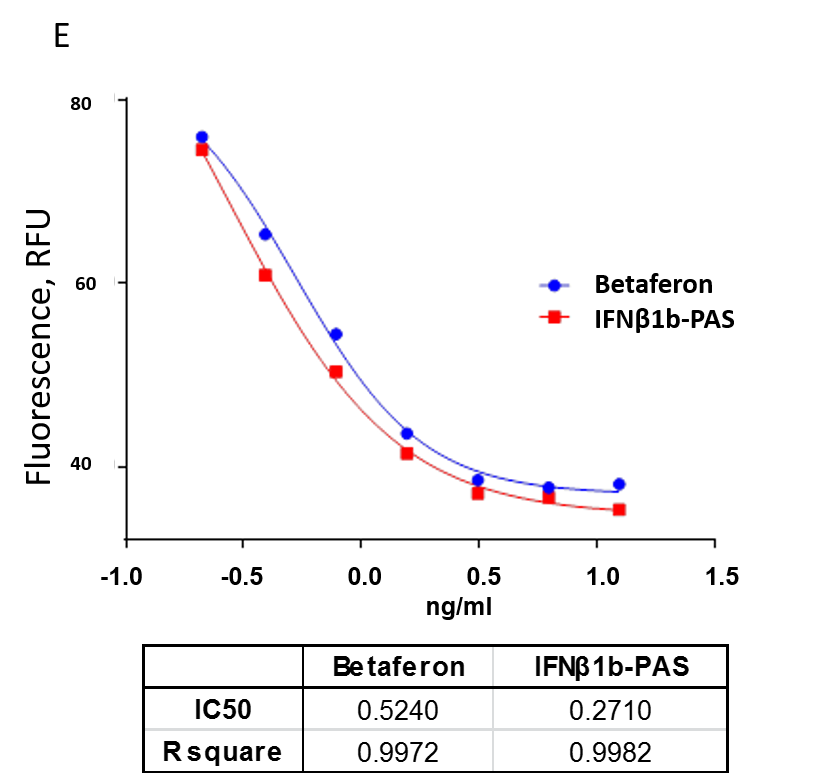 E
80
60
40
Fluorescence, RFU
Betaferon
IFNβ1b-PAS
-1.0 -0.5 0.0 0.5 1.0 1.5
ng/ml
Betaferon IFNβ1b-PAS
IC50 0.5240 0.2710
R square 0.9972 0.9982